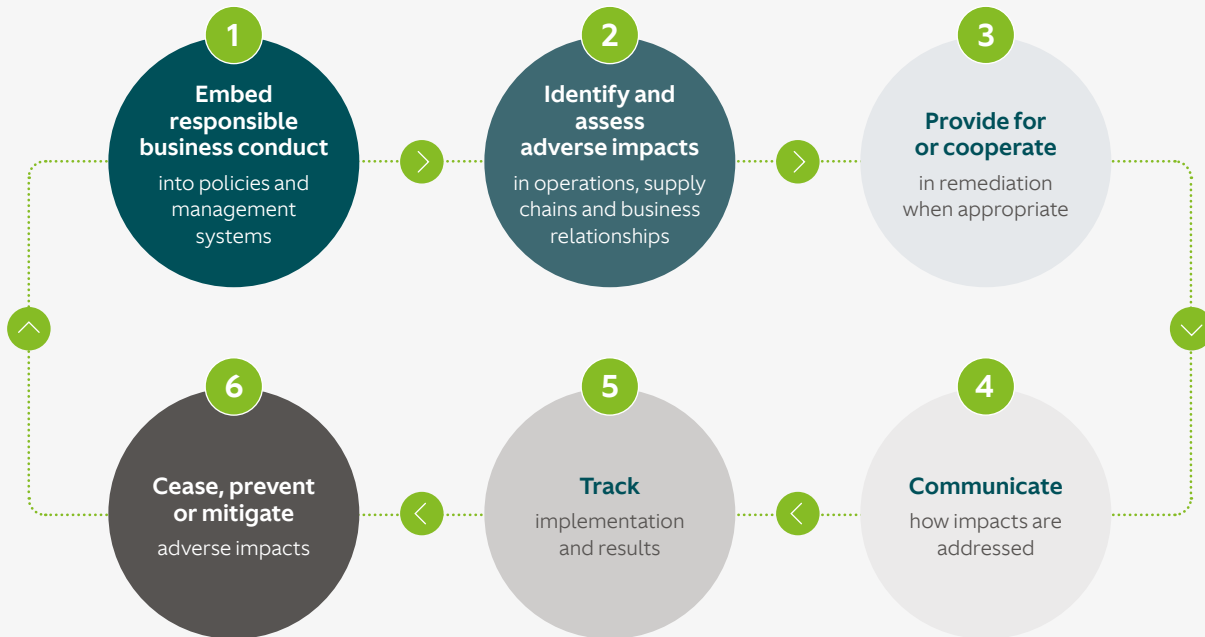 1
Embed
responsible
business conduct
into policies and
management
systems
2
Identify and
assess
adverse impacts
in operations, supply
chains and business
relationships
3
Provide for
or cooperate
in remediation
when appropriate
4
Communicate
how impacts are
addressed
5
Track
implementation
and results
6
Cease, prevent
or mitigate
adverse impacts